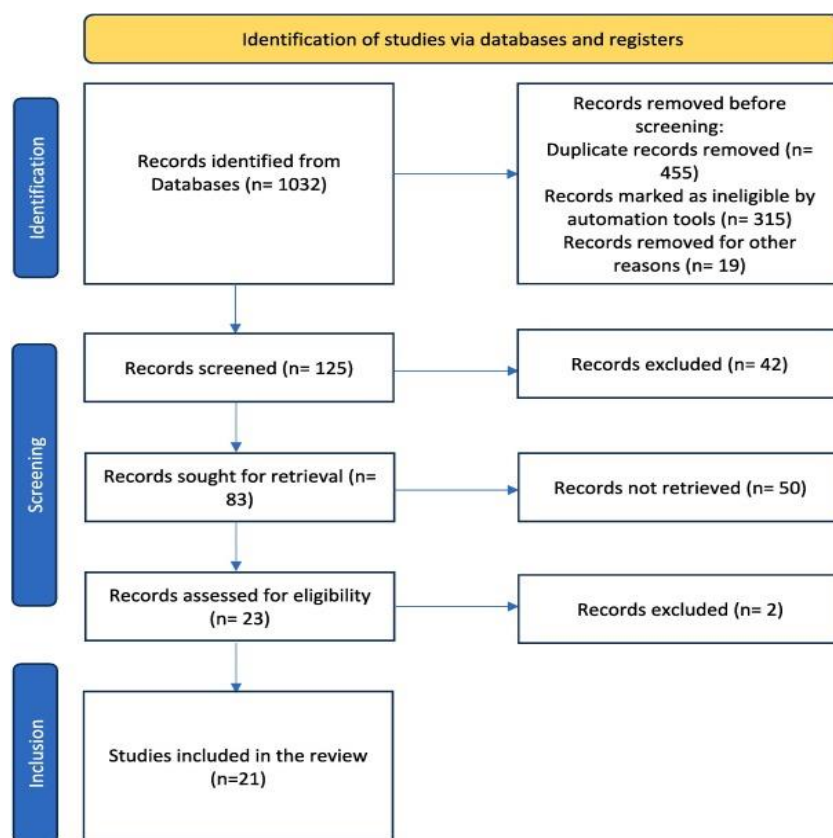 Identification of studies via databases and registers
Identification
Records identified from
Databases (n= 1032)
Records removed before
screening:
Duplicate records removed (n=
455)
Records marked as ineligible by
automation tools (n= 315)
Records removed for other
reasons (n= 19)
Screening
Records screened (n= 125)
Records excluded (n= 42)
Records sought for retrieval (n=
83)
Records not retrieved (n= 50)
Records assessed for eligibility
(n= 23)
Records excluded (n= 2)
Inclusion
Studies included in the review
(n=21)